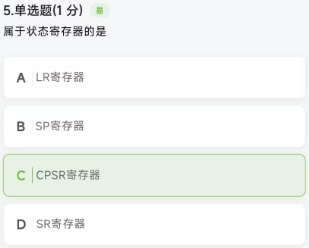 5.单选题(1 分) 易
属于状态寄存器的是
A LR寄存器
B SP寄存器
C CPSR寄存器
D SR寄存器